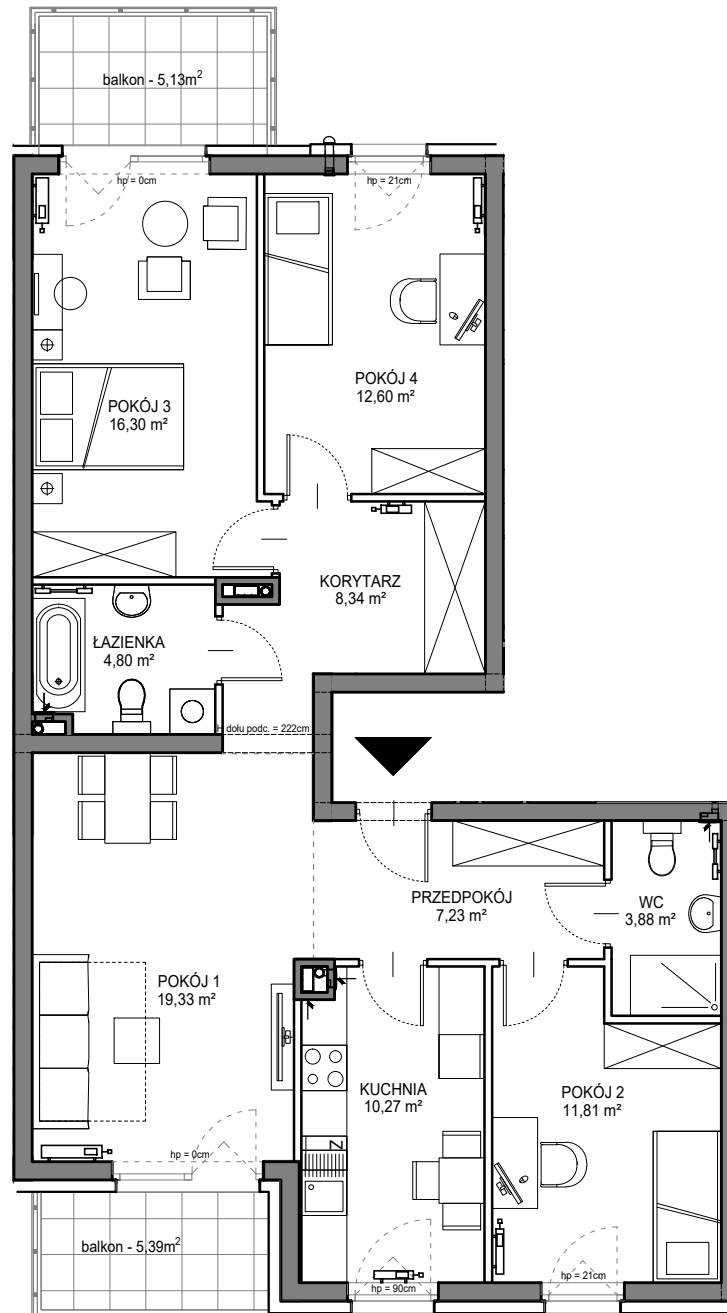 balkon - 5,13m²
hp = 0cm
hp = 21cm
POKÓJ 4
12,60 m²
POKÓJ 3
16,30 m²
KORYTARZ
8,34 m²
ŁAZIENKA
4,80 m²
dołu podc. = 222cm
PRZEDPOKÓJ
7,23 m²
WC
3,88 m²
POKÓJ 1
19,33 m²
KUCHNIA
10,27 m²
POKÓJ 2
11,81 m²
Z
hp = 0cm
balkon - 5,39m²
hp = 90cm
hp = 21cm